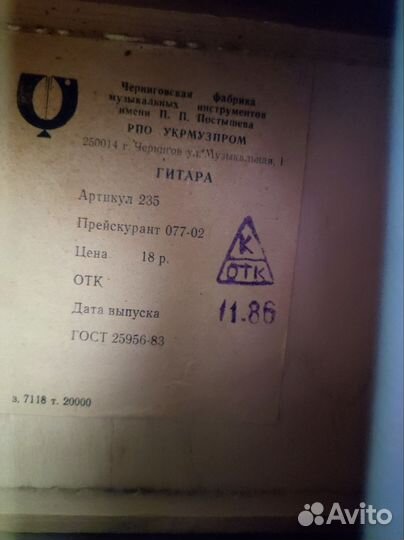 Черниговская фабрика
музыкальных инструментов
имени П. П. Постышева
РПО УКРМУЗПРОМ
250014 г. Чернигов ул. Музыкальная, 1
ГИТАРА
Артикул 235
Прейскурант 077-02
Цена 18 р.
К
ОТК
ОТК
Дата выпуска 11.86
ГОСТ 25956-83
з. 7118 т. 20000
Avito